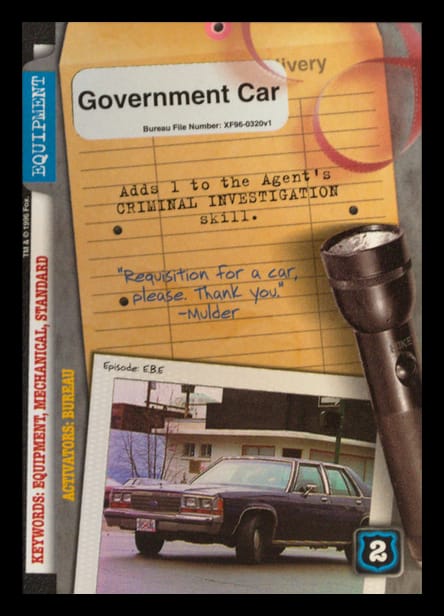 ivery
Government Car
Bureau File Number: XF96-0320v1
EQUIPMENT
Adds 1 to the Agent's
CRIMINAL INVESTIGATION
skill.
"Requisition for a car,
please. Thank you."
-Mulder
TM & © 1996 Fox.
KEYWORDS: EQUIPMENT, MECHANICAL, STANDARD
ACTIVATORS: BUREAU
Episode: E.B.E
2